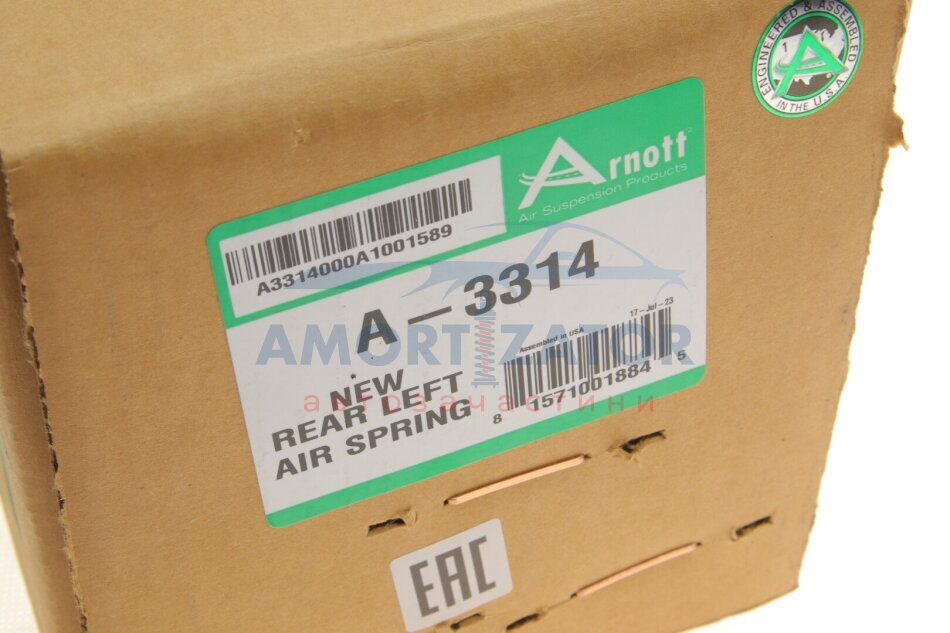 ENGINEERED & ASSEMBLED
1
A
IN THE U.S.A.
Arnott
Air Suspension Products
A3314000A1001589
A-3314
17-Jul-23
Assembled in USA
AMORTIZATOR
автозапчастини
NEW
REAR LEFT
AIR SPRING
8 1571001884 5
EAC